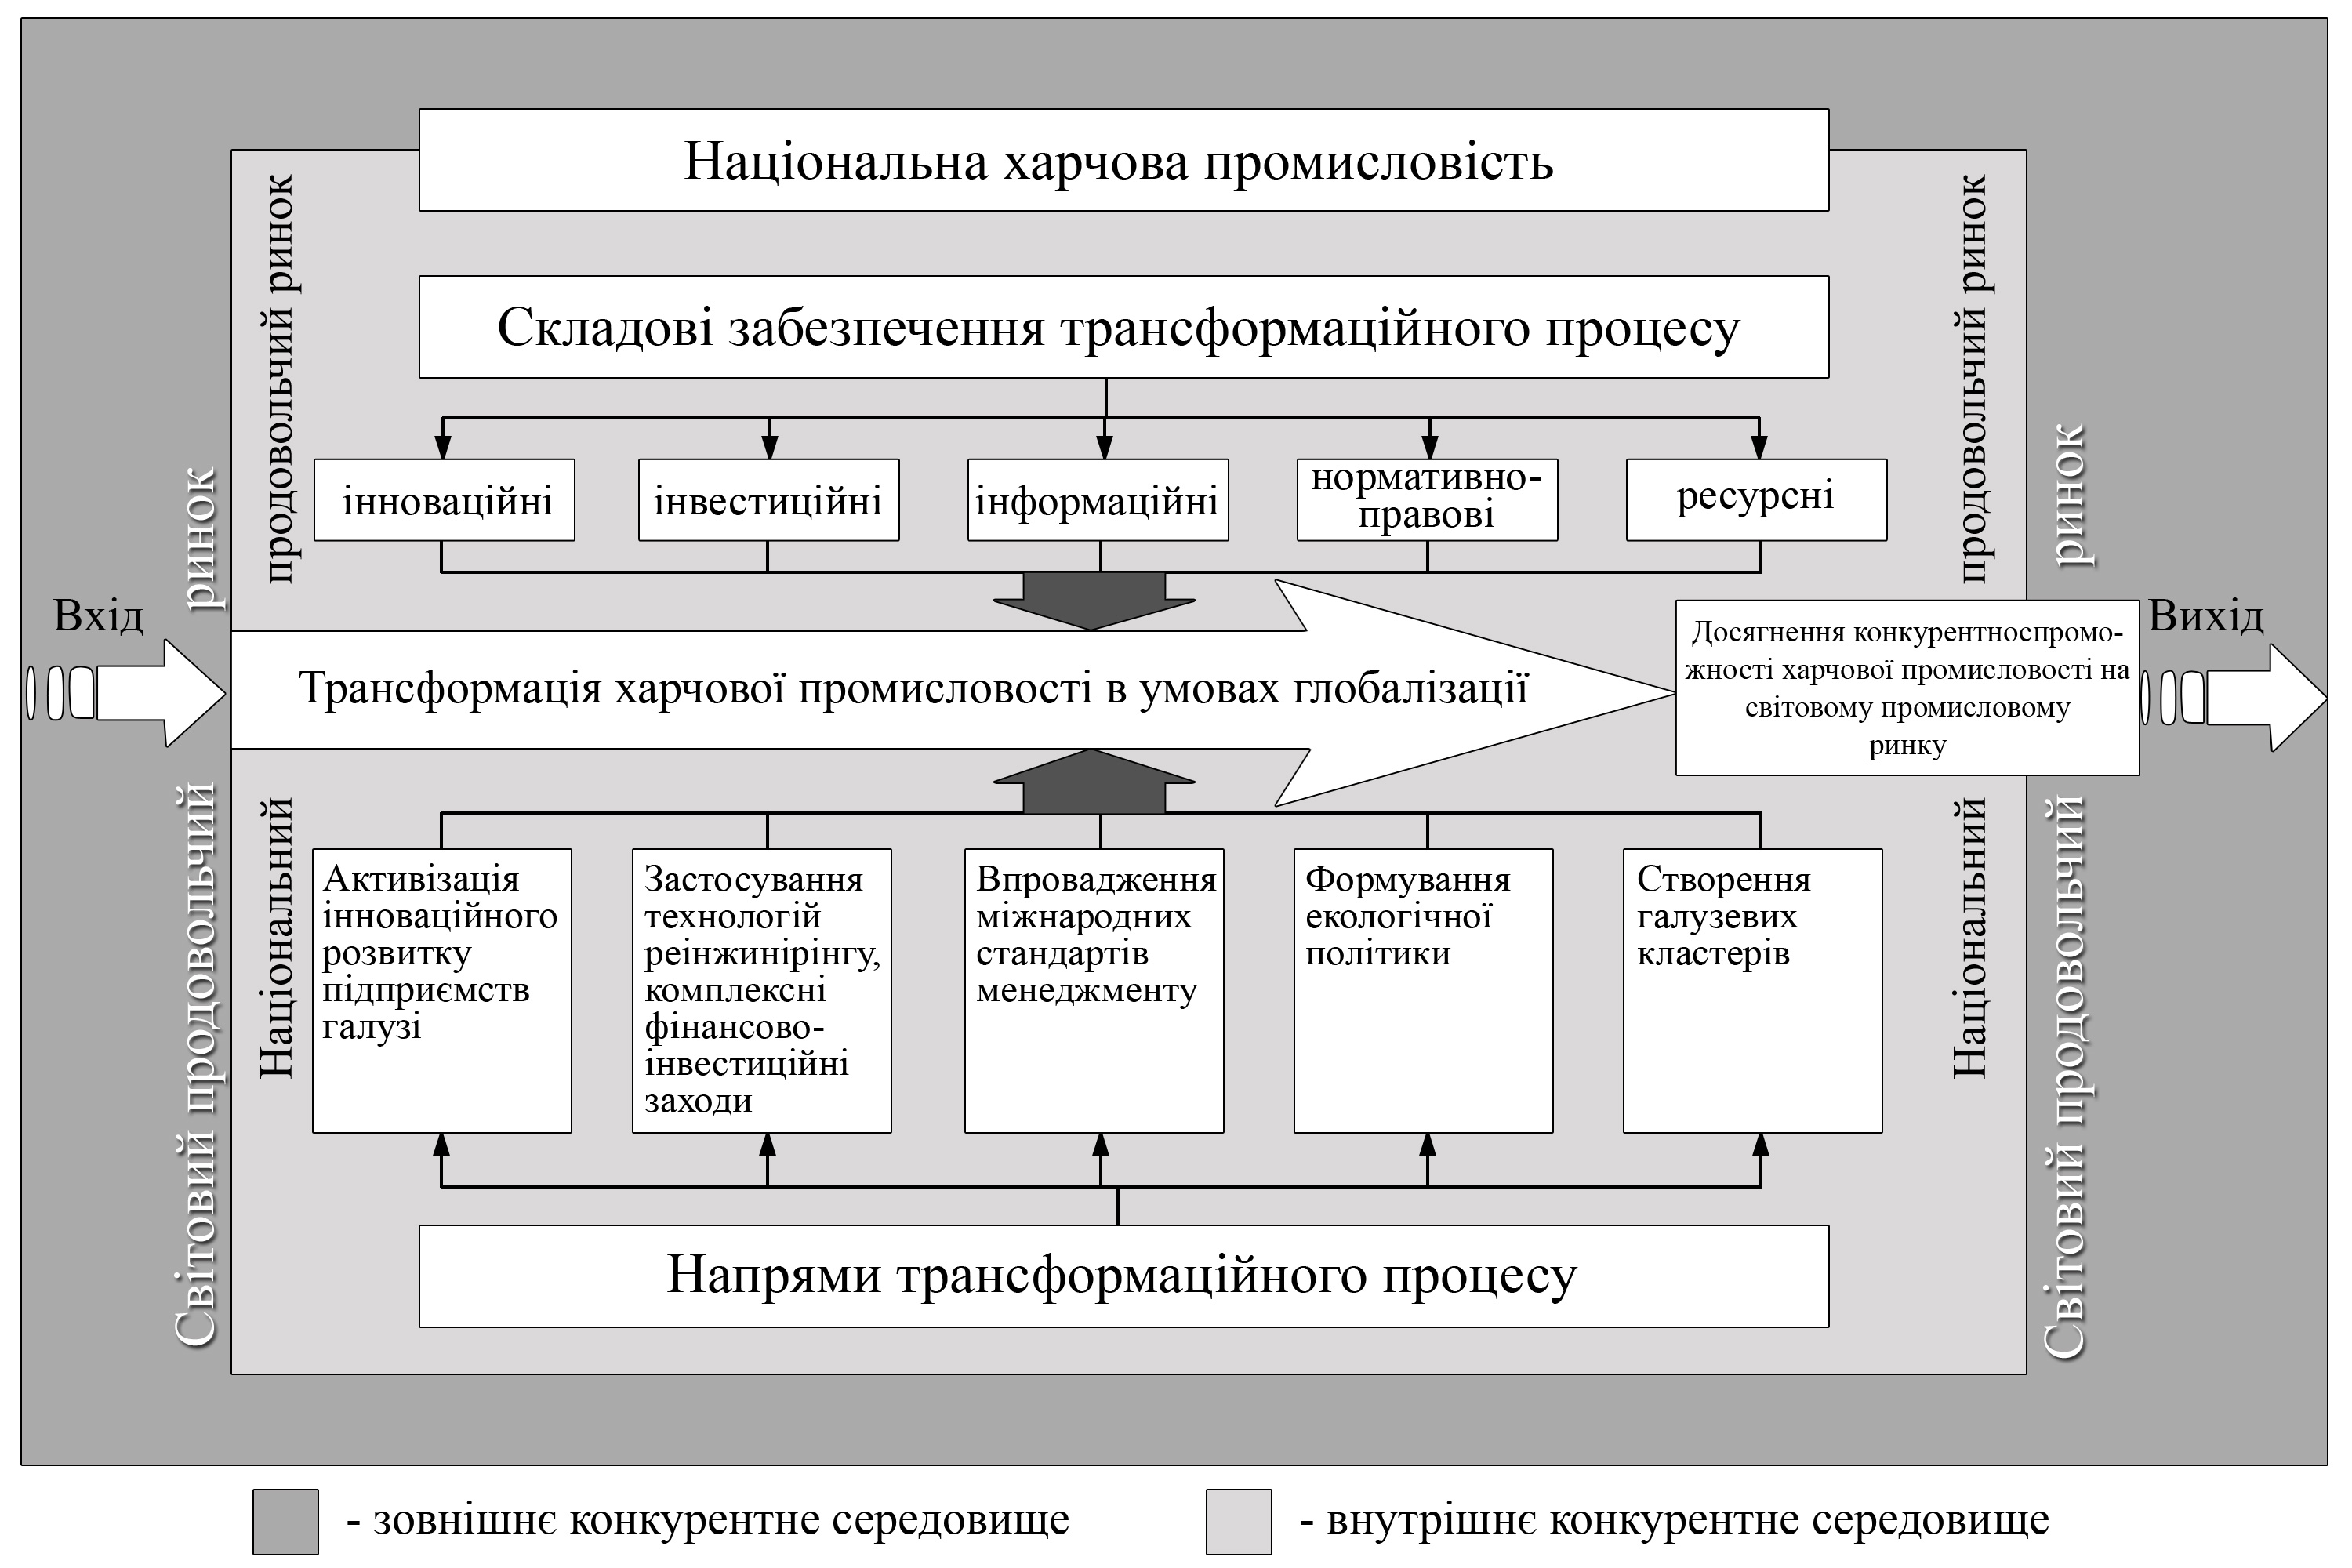 Національна харчова промисловість
продовольчий ринок
продовольчий ринок
Складові забезпечення трансформаційного процесу
інноваційні
інвестиційні
інформаційні
нормативно-
правові
ресурсні
ринок
ринок
Вхід
Вихід
Трансформація харчової промисловості в умовах глобалізації
Досягнення конкурентноспромо-
жності харчової промисловості на
світовому промисловому
ринку
Світовий продовольчий
Національний
Національний
Світовий продовольчий
Активізація
інноваційного
розвитку
підприємств
галузі
Застосування
технологій
реінжинірінгу,
комплексні
фінансово-
інвестиційні
заходи
Впровадження
міжнародних
стандартів
менеджменту
Формування
екологічної
політики
Створення
галузевих
кластерів
Напрями трансформаційного процесу
- зовнішнє конкурентне середовище
- внутрішнє конкурентне середовище